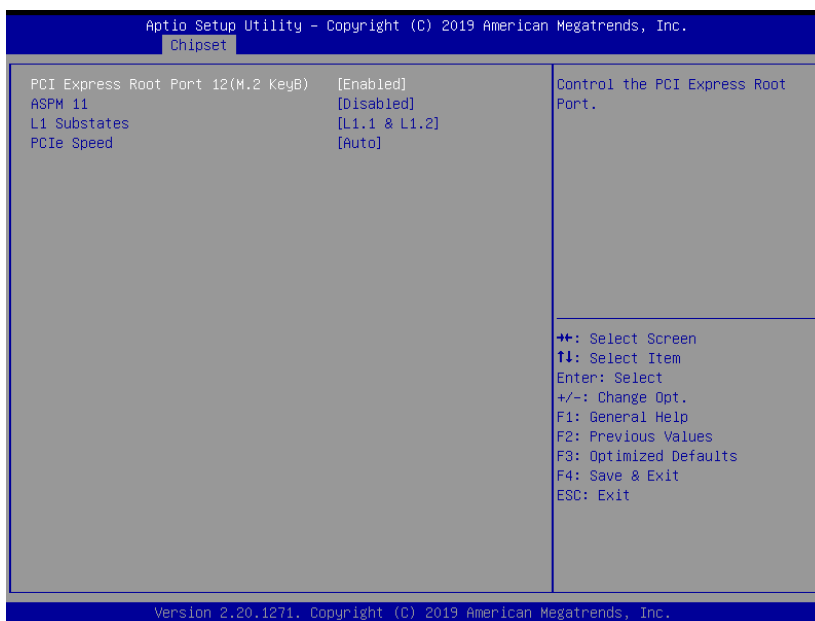 Aptio Setup Utility – Copyright (C) 2019 American Megatrends, Inc.
Chipset
PCI Express Root Port 12(M.2 KeyB) [Enabled]
ASPM 11 [Disabled]
L1 Substates [L1.1 & L1.2]
PCIe Speed [Auto]
Control the PCI Express Root
Port.
→←: Select Screen
↑↓: Select Item
Enter: Select
+/-: Change Opt.
F1: General Help
F2: Previous Values
F3: Optimized Defaults
F4: Save & Exit
ESC: Exit
Version 2.20.1271. Copyright (C) 2019 American Megatrends, Inc.